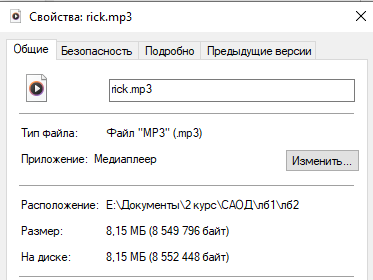 Свойства: rick.mp3
Общие Безопасность Подробно Предыдущие версии
rick.mp3
Тип файла: Файл "MP3" (.mp3)
Приложение: Медиаплеер Изменить...
Расположение: E:\Документы\2 курс\САОД\лб1\лб2
Размер: 8,15 МБ (8 549 796 байт)
На диске: 8,15 МБ (8 552 448 байт)